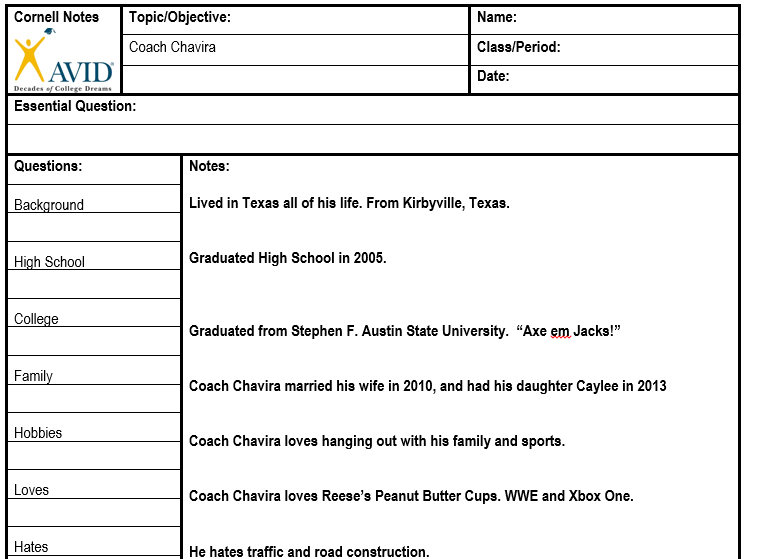 Cornell Notes
Topic/Objective:
Name:
AVID®
Decades of College Dreams
Coach Chavira
Class/Period:
Date:
Essential Question:
Questions:
Notes:
Background
Lived in Texas all of his life. From Kirbyville, Texas.
High School
Graduated High School in 2005.
College
Graduated from Stephen F. Austin State University.  “Axe em Jacks!”
Family
Coach Chavira married his wife in 2010, and had his daughter Caylee in 2013
Hobbies
Coach Chavira loves hanging out with his family and sports.
Loves
Coach Chavira loves Reese’s Peanut Butter Cups. WWE and Xbox One.
Hates
He hates traffic and road construction.